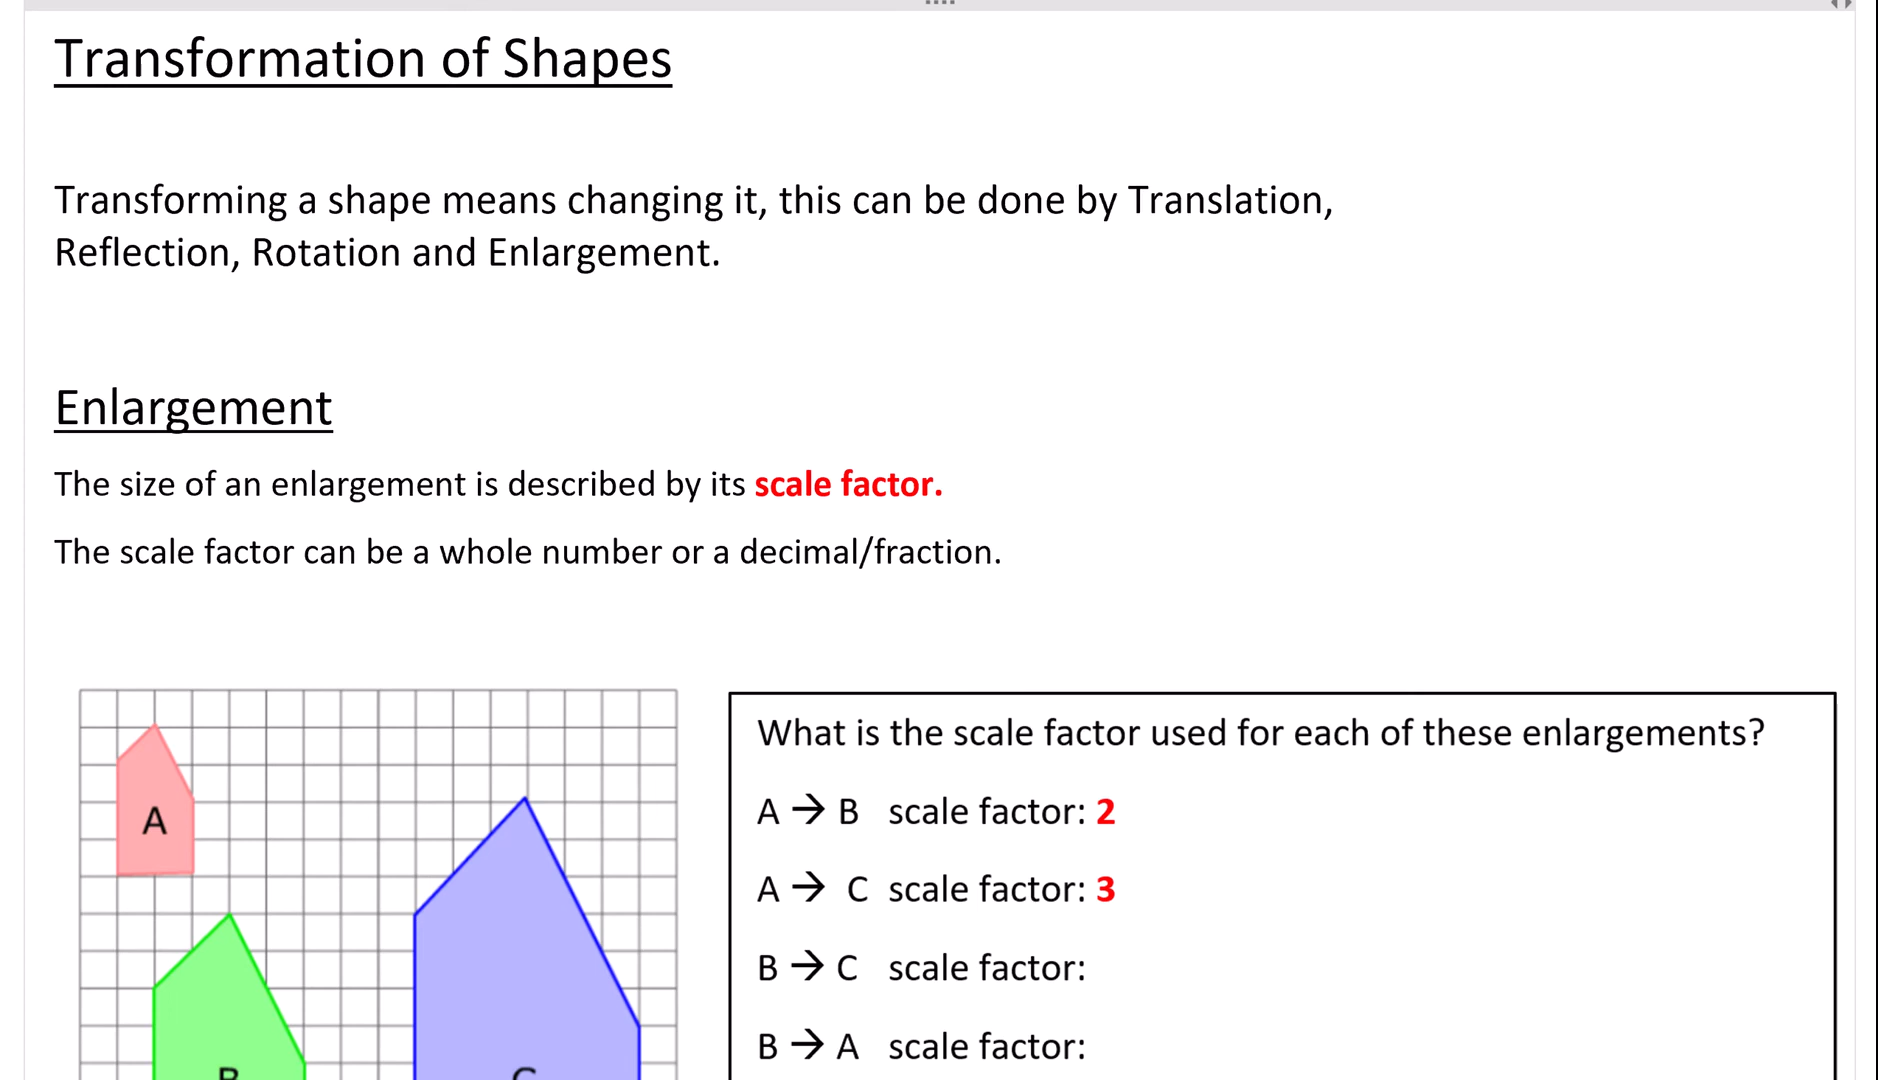 Transformation of Shapes
Transforming a shape means changing it, this can be done by Translation,
Reflection, Rotation and Enlargement.
Enlargement
The size of an enlargement is described by its scale factor.
The scale factor can be a whole number or a decimal/fraction.
A
B
C
What is the scale factor used for each of these enlargements?
A → B scale factor: 2
A → C scale factor: 3
B → C scale factor:
B → A scale factor: